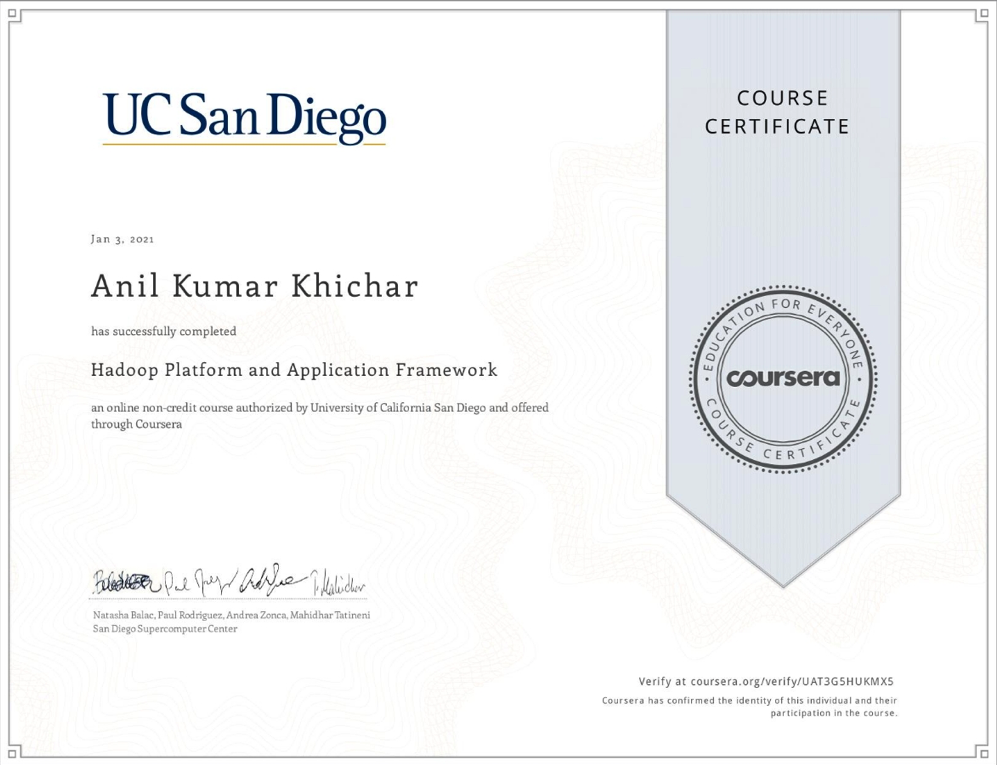 UC San Diego
COURSE
CERTIFICATE
Jan 3, 2021
Anil Kumar Khichar
has successfully completed
Hadoop Platform and Application Framework
an online non-credit course authorized by University of California San Diego and offered
through Coursera
EDUCATION FOR EVERYONE
coursera
COURSE CERTIFICATE
Natasha Balac, Paul Rodriguez, Andrea Zonca, Mahidhar Tatineni
San Diego Supercomputer Center
Verify at coursera.org/verify/UAT3G5HUKMX5
Coursera has confirmed the identity of this individual and their
participation in the course.